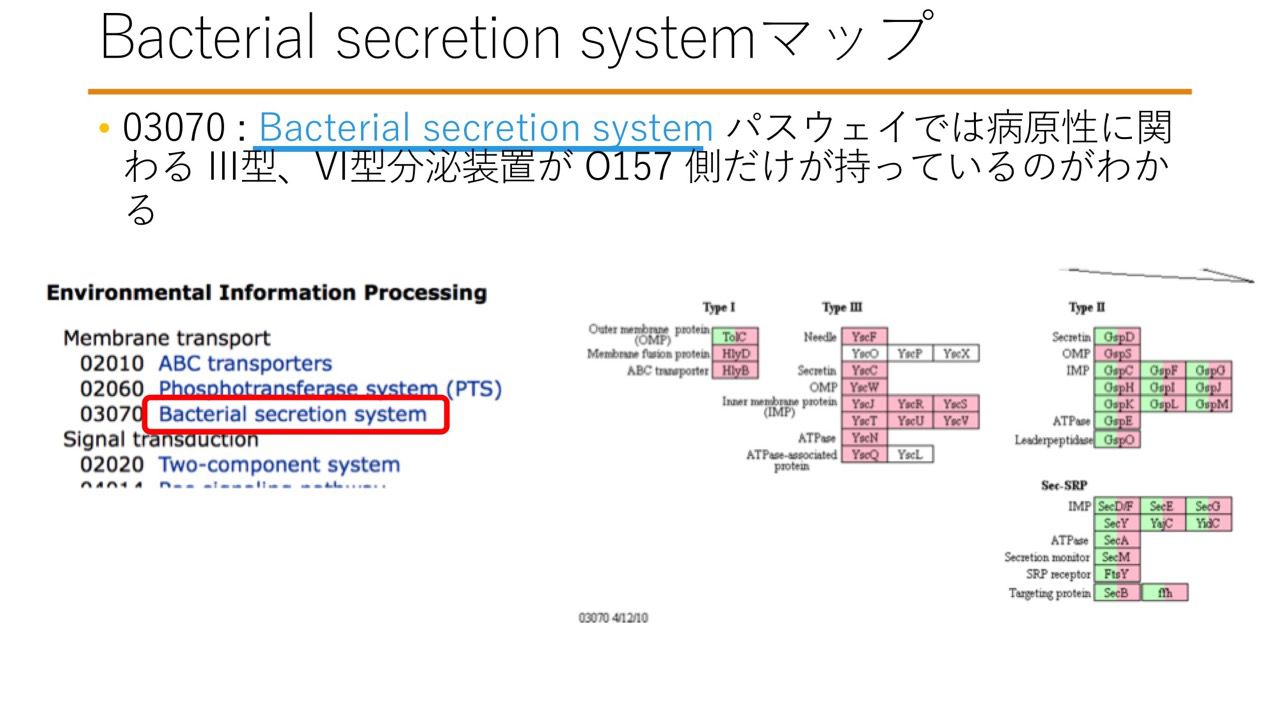 Bacterial secretion systemマップ
• 03070 : Bacterial secretion system パスウェイでは病原性に関
わる III型、VI型分泌装置が O157 側だけが持っているのがわか
る
Environmental Information Processing
Membrane transport
02010 ABC transporters
02060 Phosphotransferase system (PTS)
03070 Bacterial secretion system
Signal transduction
02020 Two-component system
Type I
Outer membrane protein (OMP) TolC
Membrane fusion protein HlyD
ABC transporter HlyB
Type III
Needle YscF
YscO YscP YscX
Secretin YscC
OMP YscW
Inner membrane protein (IMP) YscJ YscR YscS
YscT YscU YscV
ATPase YscN
ATPase-associated protein YscQ YscL
Type II
Secretin GspD
OMP GspS
IMP GspC GspF GspG
GspH GspI GspJ
GspK GspL GspM
ATPase GspE
Leaderpeptidase GspO
Sec-SRP
IMP SecD/F SecE SecG
SecY YajC YidC
ATPase SecA
Secretion monitor SecM
SRP receptor FtsY
Targeting protein SecB ffh
03070 4/12/10